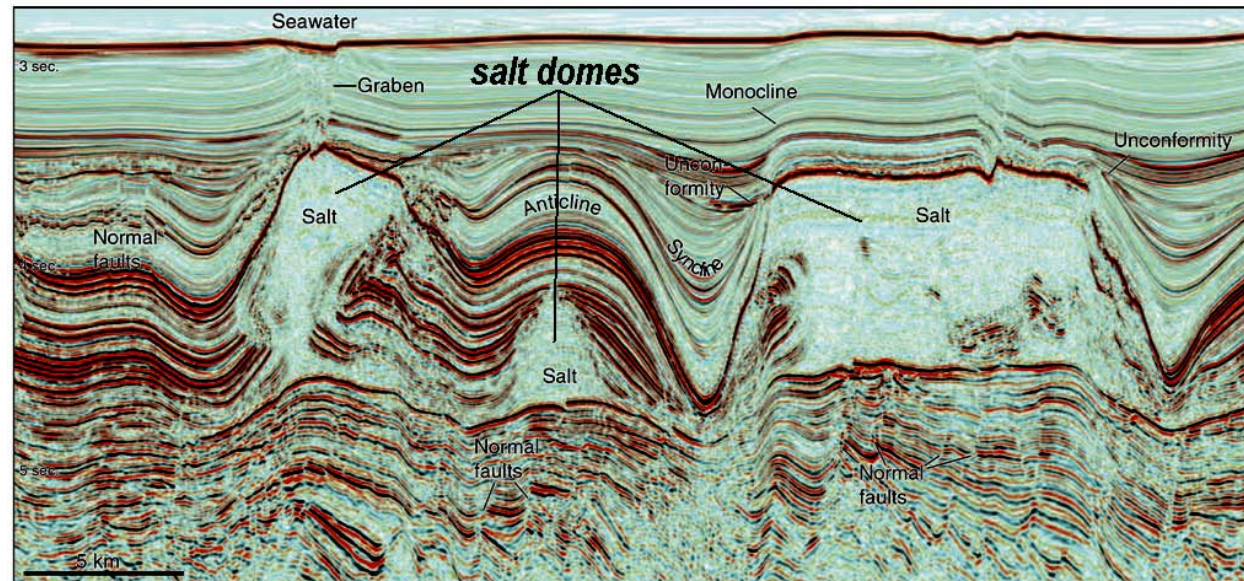 Seawater
3 sec.
salt domes
Graben
Monocline
Unconformity
Uncon
formity
Anticline
Salt
Salt
Normal
faults
Syncline
4 sec.
Salt
Normal
faults
Normal
faults
5 sec.
5 km